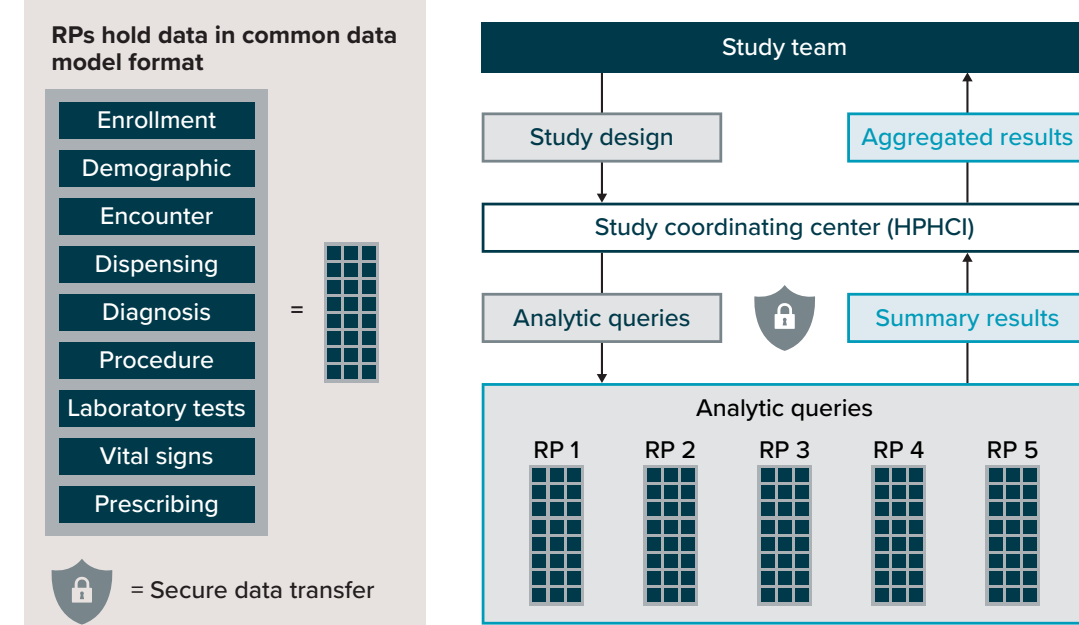 RPs hold data in common data
model format
Enrollment
Demographic
Encounter
Dispensing
Diagnosis
Procedure
Laboratory tests
Vital signs
Prescribing
=
= Secure data transfer
Study team
Study design
Aggregated results
Study coordinating center (HPHCI)
Analytic queries
Summary results
Analytic queries
RP 1 RP 2 RP 3 RP 4 RP 5